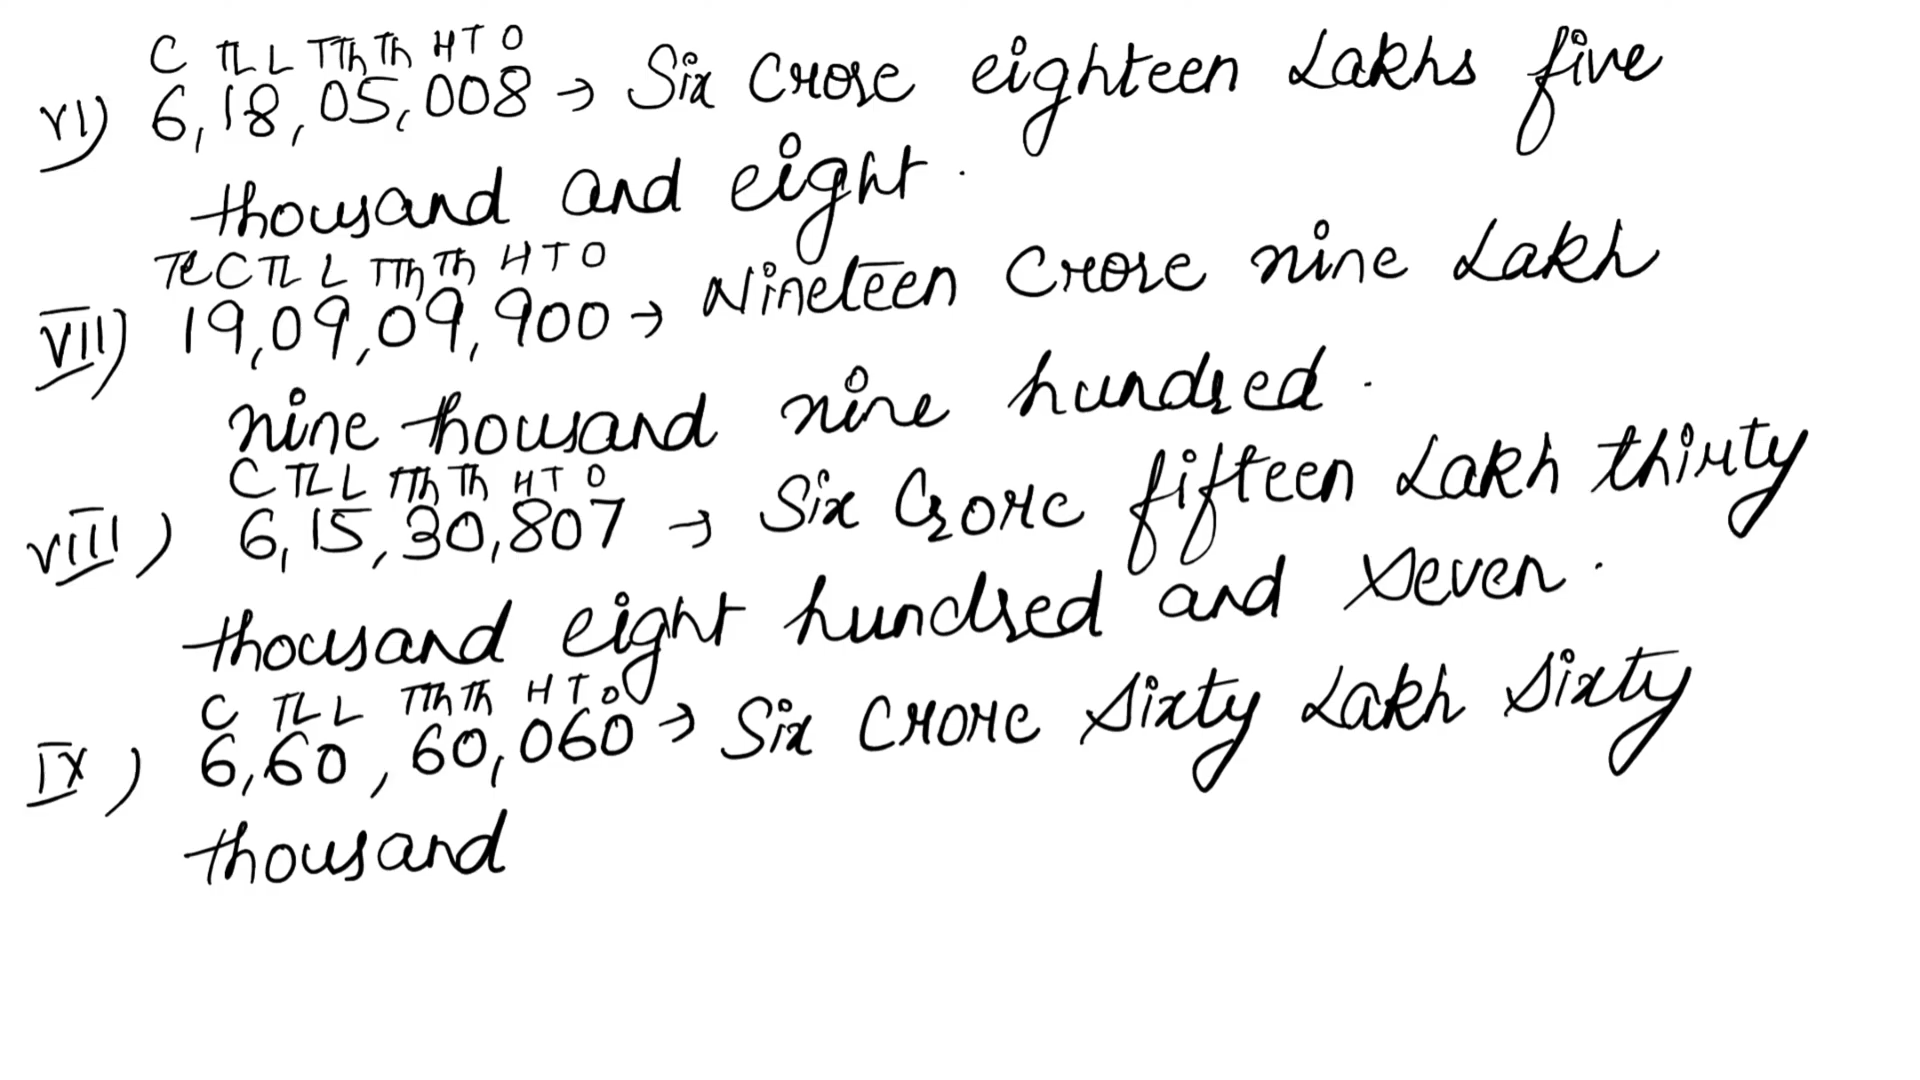 C TL L TTh Th H T O
VI) 6,18,05,008 → Six Crore eighteen Lakhs five
thousand and eight.
TC C TL L TTh Th H T O
VII) 19,09,09,900 → Nineteen Crore nine Lakh
nine thousand nine hundred.
C TL L TTh Th H T O
VIII) 6,15,30,807 → Six Crore fifteen Lakh thirty
thousand eight hundred and seven.
C TL L TTh Th H T O
IX) 6,60,60,060 → Six Crore Sixty Lakh Sixty
thousand